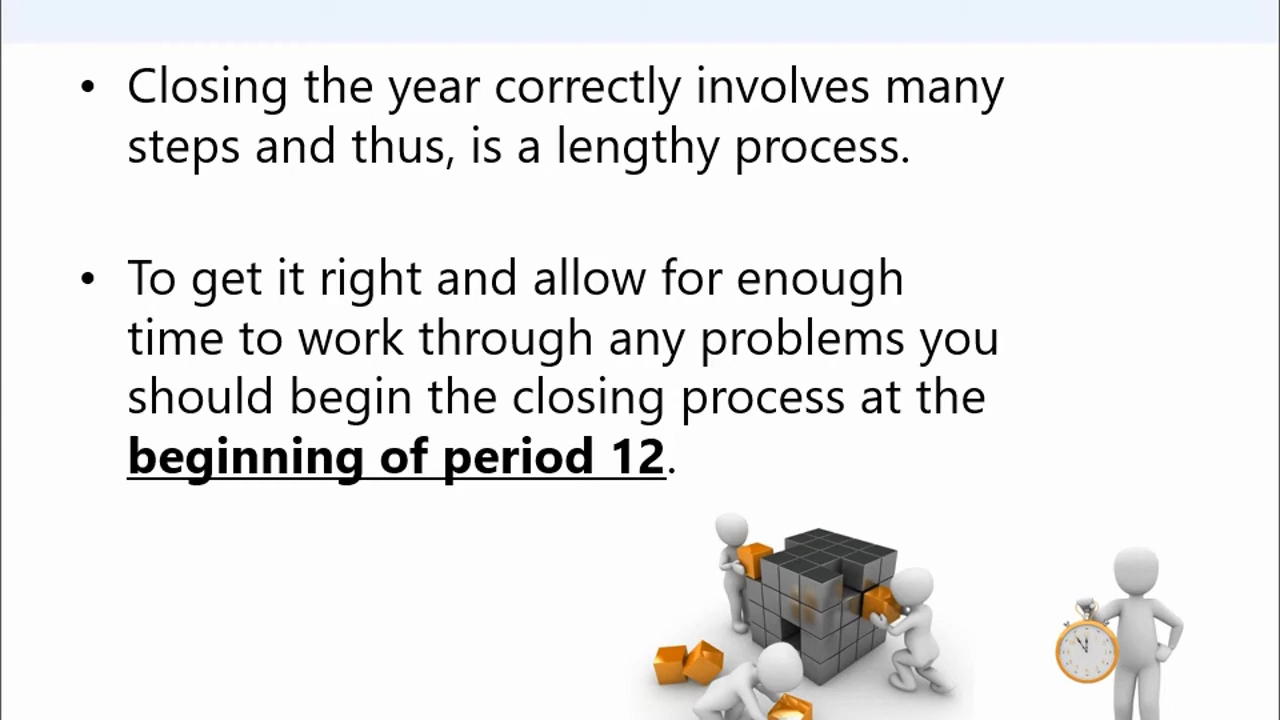 • Closing the year correctly involves many
steps and thus, is a lengthy process.
• To get it right and allow for enough
time to work through any problems you
should begin the closing process at the
beginning of period 12.